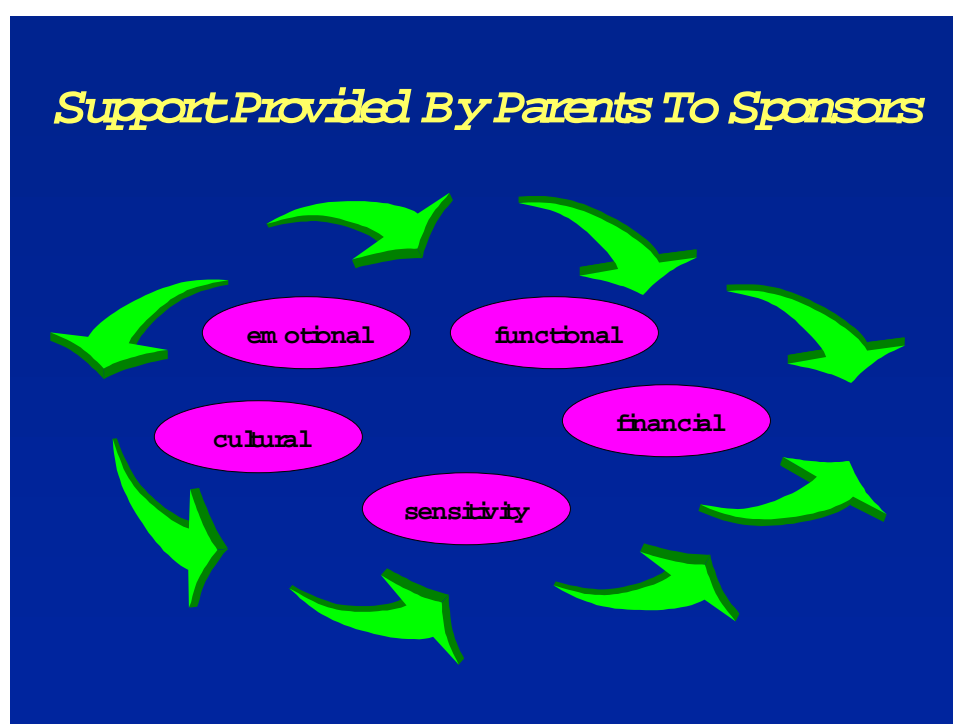 Support Provided By Parents To Sponsors
emotional
functional
cultural
financial
sensitivity